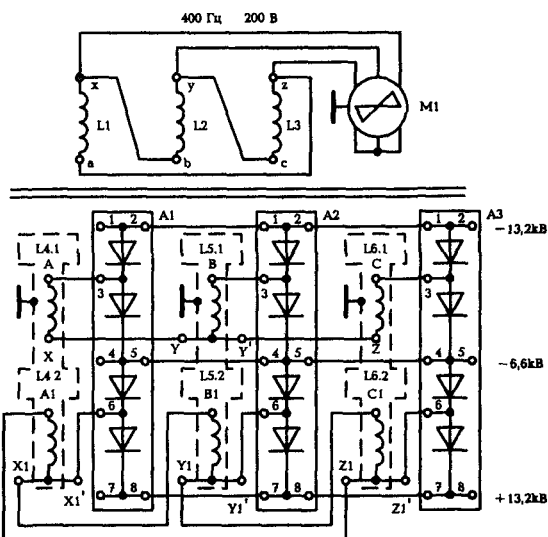 400 Гц 200 В
x y z
L1 L2 L3 M1
a b c
A1 A2 A3
1 2 1 2 1 2 −13,2kB
L4.1 L5.1 L6.1
A B C
3 3 3
X Y Y' Z
4 5 4 5 4 5 −6,6kB
L4.2 L5.2 L6.2
A1 B1 C1
6 6 6
X1 Y1 Z1
X1' Y1' Z1'
7 8 7 8 7 8 +13,2kB